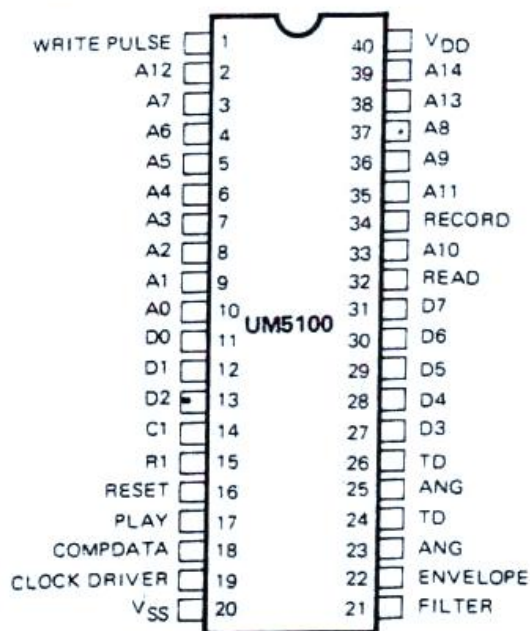 WRITE PULSE 1 40 VDD
A12 2 39 A14
A7 3 38 A13
A6 4 37 A8
A5 5 36 A9
A4 6 35 A11
A3 7 34 RECORD
A2 8 33 A10
A1 9 32 READ
A0 10 31 D7
UM5100
D0 11 30 D6
D1 12 29 D5
D2 13 28 D4
C1 14 27 D3
R1 15 26 TD
RESET 16 25 ANG
PLAY 17 24 TD
COMPDATA 18 23 ANG
CLOCK DRIVER 19 22 ENVELOPE
VSS 20 21 FILTER